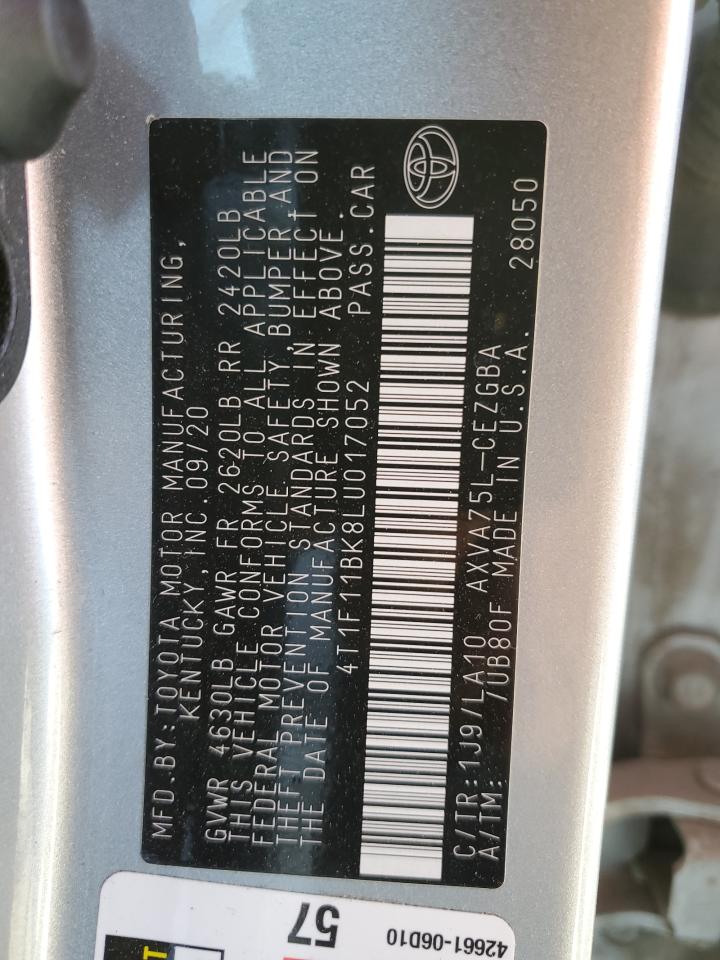 MFD.BY:TOYOTA MOTOR MANUFACTURING,
KENTUCKY,INC.09/20
GVWR 4630LB GAWR FR 2620LB RR 2420LB
THIS VEHICLE CONFORMS TO ALL APPLICABLE
FEDERAL MOTOR VEHICLE SAFETY, BUMPER, AND
THEFT PREVENTION STANDARDS IN EFFECT ON
THE DATE OF MANUFACTURE SHOWN ABOVE.
4T1F11BK8LU017052 PASS.CAR
C/TR:1J9/LA10 AXVA75L-CEZGBA
A/TM: /UB80F MADE IN U.S.A. 28050
57
42661-06D10